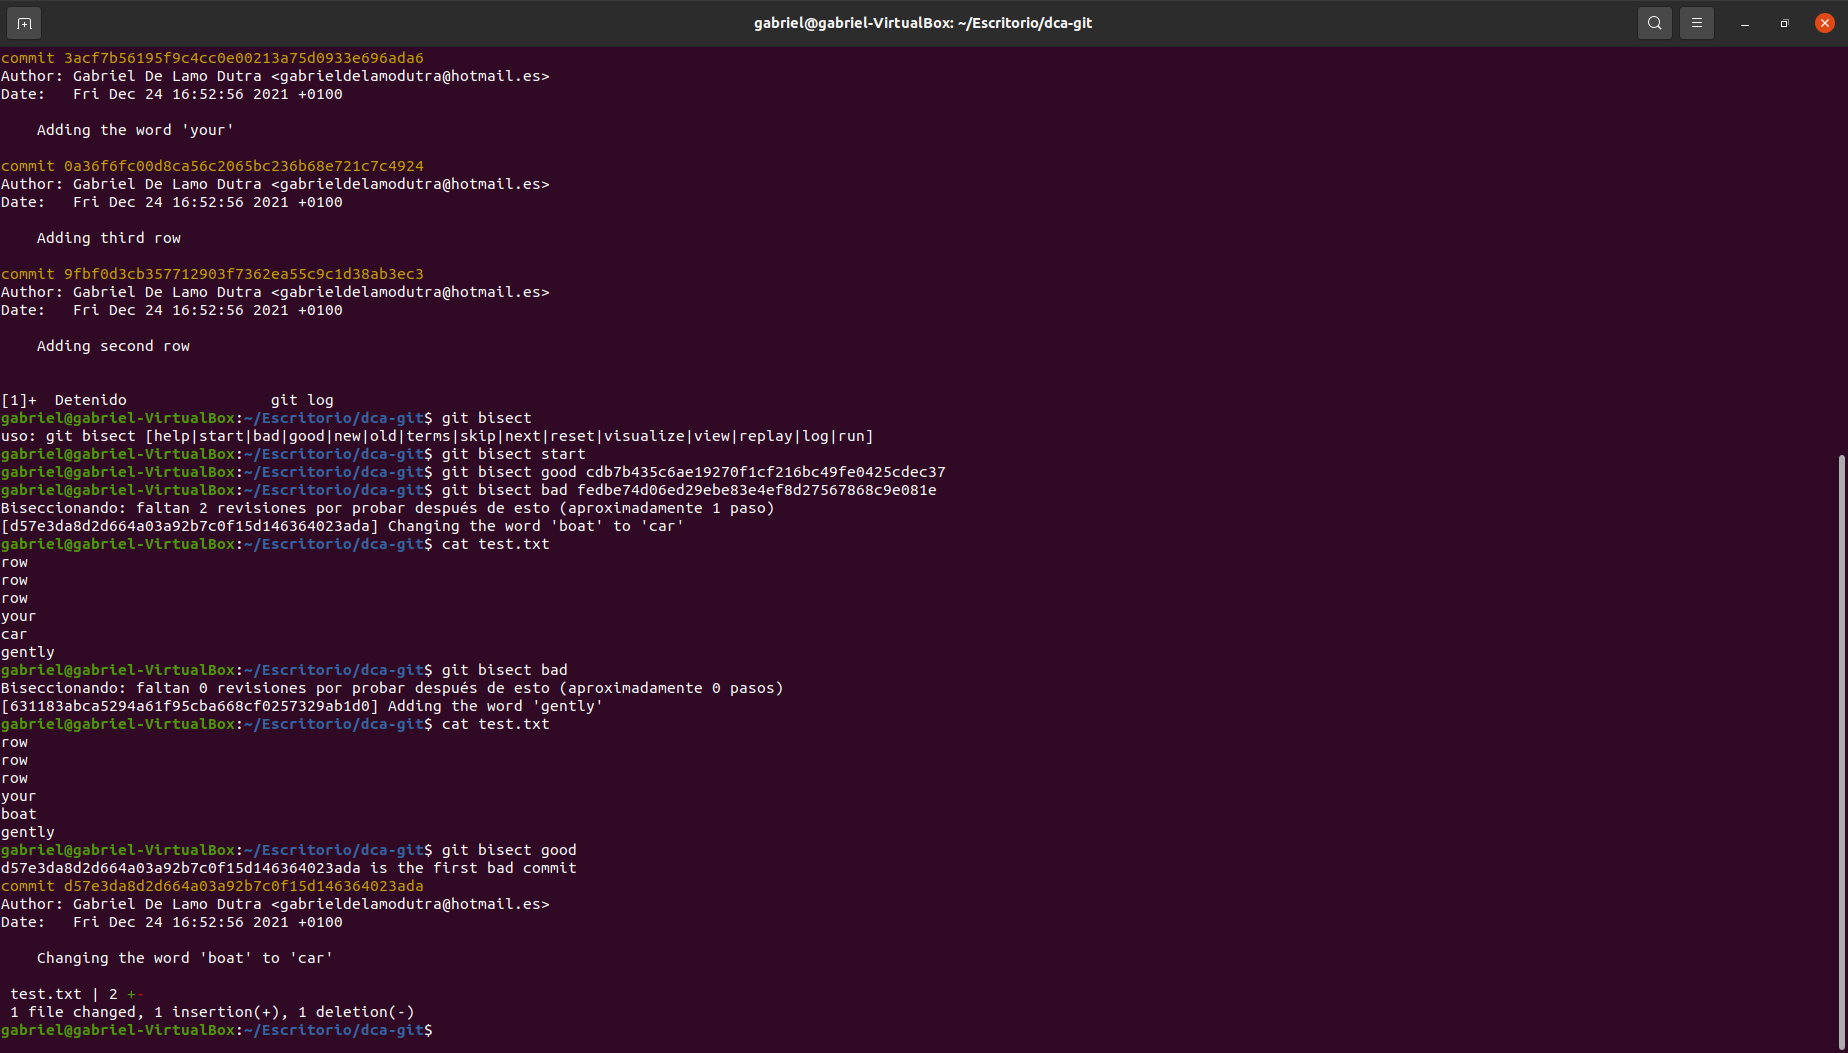 gabriel@gabriel-VirtualBox: ~/Escritorio/dca-git
commit 3acf7b56195f9c4cc0e00213a75d0933e696ada6
Author: Gabriel De Lamo Dutra <gabrieldelamodutra@hotmail.es>
Date:   Fri Dec 24 16:52:56 2021 +0100
    Adding the word 'your'
commit 0a36f6fc00d8ca56c2065bc236b68e721c7c4924
Author: Gabriel De Lamo Dutra <gabrieldelamodutra@hotmail.es>
Date:   Fri Dec 24 16:52:56 2021 +0100
    Adding third row
commit 9fbf0d3cb357712903f7362ea55c9c1d38ab3ec3
Author: Gabriel De Lamo Dutra <gabrieldelamodutra@hotmail.es>
Date:   Fri Dec 24 16:52:56 2021 +0100
    Adding second row
[1]+  Detenido                git log
gabriel@gabriel-VirtualBox:~/Escritorio/dca-git$ git bisect
uso: git bisect [help|start|bad|good|new|old|terms|skip|next|reset|visualize|view|replay|log|run]
gabriel@gabriel-VirtualBox:~/Escritorio/dca-git$ git bisect start
gabriel@gabriel-VirtualBox:~/Escritorio/dca-git$ git bisect good cdb7b435c6ae19270f1cf216bc49fe0425cdec37
gabriel@gabriel-VirtualBox:~/Escritorio/dca-git$ git bisect bad fedbe74d06ed29ebe83e4ef8d27567868c9e081e
Biseccionando: faltan 2 revisiones por probar después de esto (aproximadamente 1 paso)
[d57e3da8d2d664a03a92b7c0f15d146364023ada] Changing the word 'boat' to 'car'
gabriel@gabriel-VirtualBox:~/Escritorio/dca-git$ cat test.txt
row
row
row
your
car
gently
gabriel@gabriel-VirtualBox:~/Escritorio/dca-git$ git bisect bad
Biseccionando: faltan 0 revisiones por probar después de esto (aproximadamente 0 pasos)
[631183abca5294a61f95cba668cf0257329ab1d0] Adding the word 'gently'
gabriel@gabriel-VirtualBox:~/Escritorio/dca-git$ cat test.txt
row
row
row
your
boat
gently
gabriel@gabriel-VirtualBox:~/Escritorio/dca-git$ git bisect good
d57e3da8d2d664a03a92b7c0f15d146364023ada is the first bad commit
commit d57e3da8d2d664a03a92b7c0f15d146364023ada
Author: Gabriel De Lamo Dutra <gabrieldelamodutra@hotmail.es>
Date:   Fri Dec 24 16:52:56 2021 +0100
    Changing the word 'boat' to 'car'
 test.txt | 2 +-
 1 file changed, 1 insertion(+), 1 deletion(-)
gabriel@gabriel-VirtualBox:~/Escritorio/dca-git$